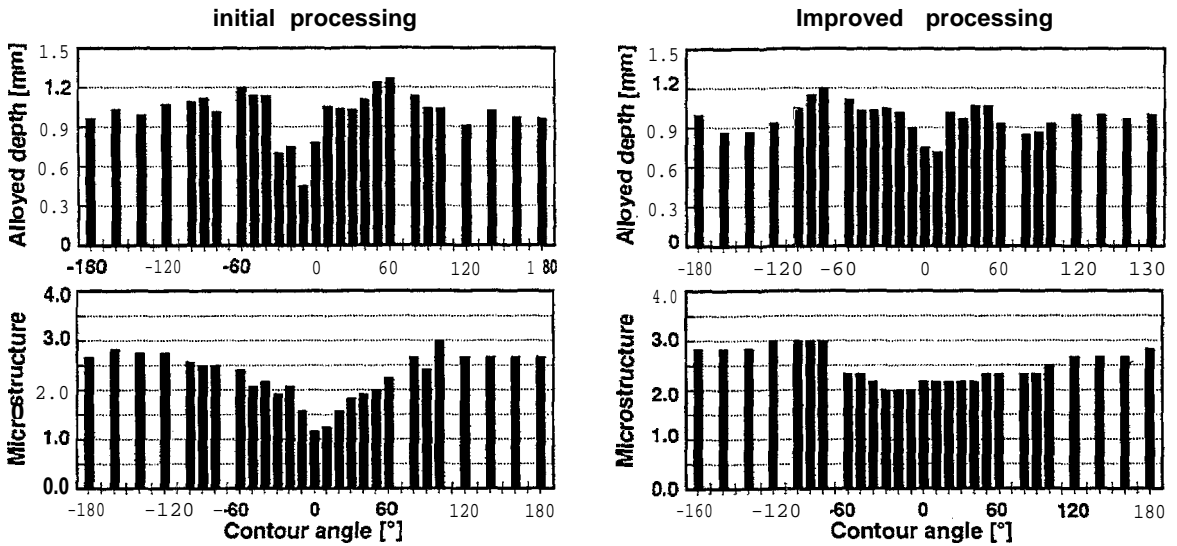 initial processing
Improved processing
Alloyed depth [mm]
1.5
1.2
0.9
0.6
0.3
0
-180 -120 -60 0 60 120 1 80
Alloyed depth [mm]
1.5
1.2
0.9
0.6
0.3
0
-180 -120 -60 0 60 120 130
Microstructure
4.0
3.0
2.0
1.0
0.0
-180 -120 -60 0 60 120 180
Contour angle [°]
Microstructure
4.0
3.0
2.0
1.0
0.0
-160 -120 -60 0 60 120 180
Contour angle [°]